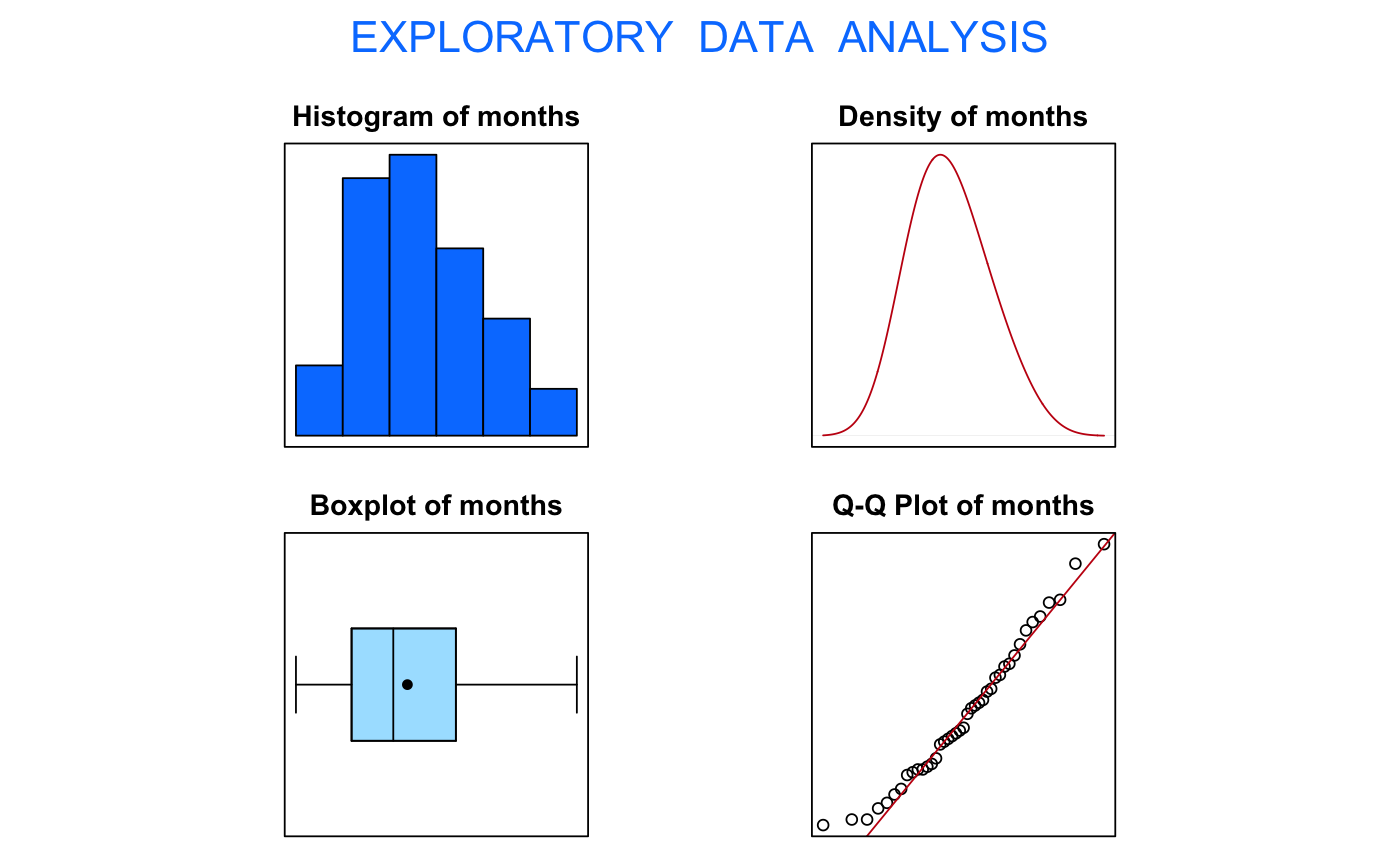 EXPLORATORY DATA ANALYSIS
Histogram of months
Density of months
Boxplot of months
Q-Q Plot of months